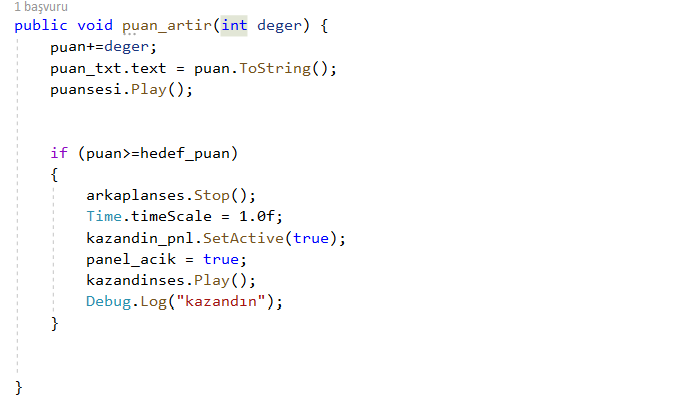 1 başvuru
public void puan_artir(int deger) {
puan+=deger;
puan_txt.text = puan.ToString();
puansesi.Play();
if (puan>=hedef_puan)
{
arkaplanses.Stop();
Time.timeScale = 1.0f;
kazandin_pnl.SetActive(true);
panel_acik = true;
kazandinses.Play();
Debug.Log("kazandın");
}
}